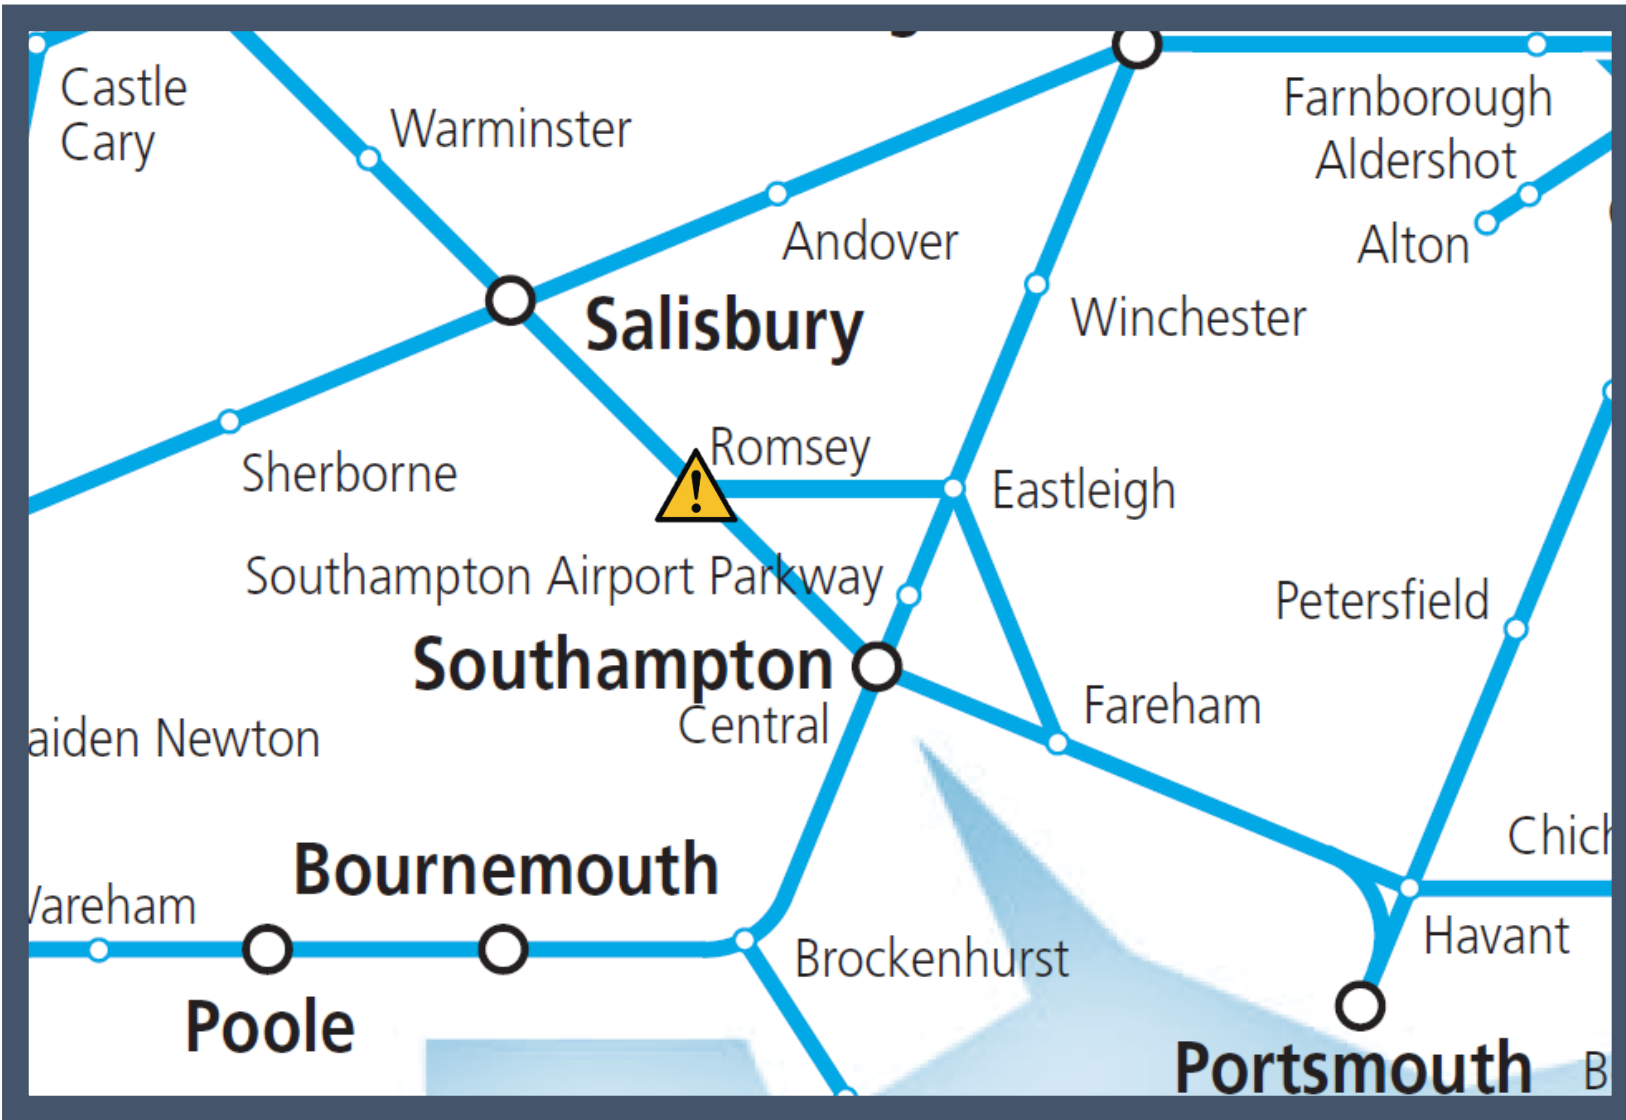 Castle
Cary
Warminster
Farnborough
Aldershot
Alton
Andover
Winchester
Salisbury
Romsey
Sherborne
Eastleigh
!
Southampton Airport Parkway
Petersfield
Southampton
Central
Fareham
aiden Newton
Chich
Bournemouth
areham
Havant
Brockenhurst
Poole
Portsmouth
B